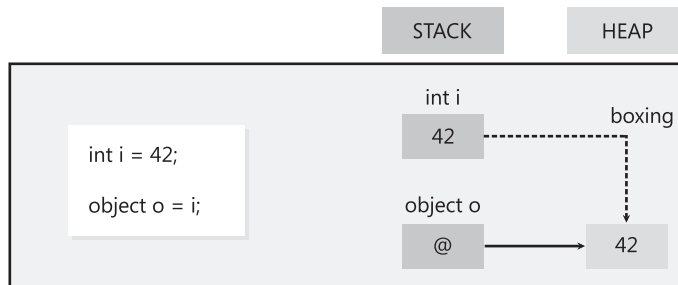 STACK HEAP
int i
boxing
42
int i = 42;
object o = i;
object o
@ 42